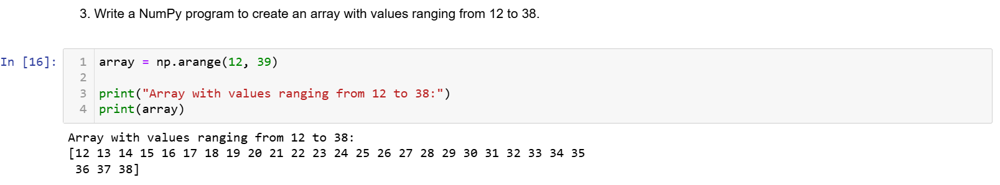 3. Write a NumPy program to create an array with values ranging from 12 to 38.
In [16]:
1 array = np.arange(12, 39)
2
3 print("Array with values ranging from 12 to 38:")
4 print(array)
Array with values ranging from 12 to 38:
[12 13 14 15 16 17 18 19 20 21 22 23 24 25 26 27 28 29 30 31 32 33 34 35
 36 37 38]